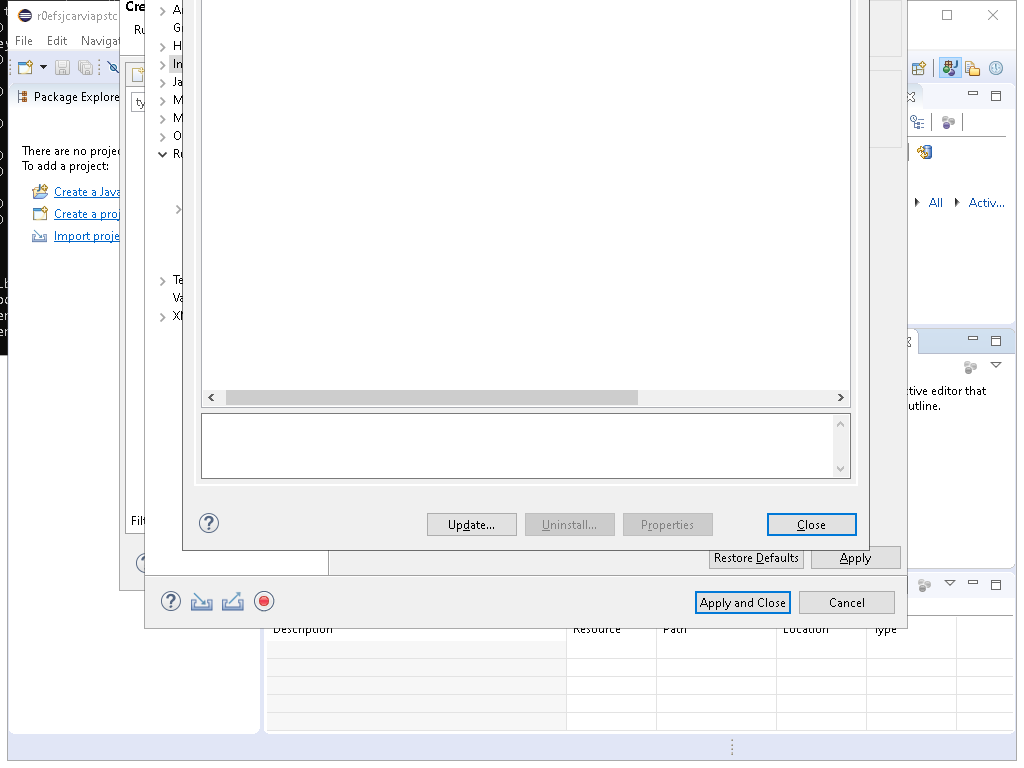 r0efsjcarviapstc
File Edit Navigat
Package Explore
There are no projec
To add a project:
Create a Java
Create a proj
Import proje
Cre
Ru
ty
Filt
A
G
H
In
Ja
M
M
O
Ru
Te
Va
XM
Update... Uninstall... Properties Close
Restore Defaults Apply
Apply and Close Cancel
All Activ...
ctive editor that
utline.
Description Resource Path Location Type